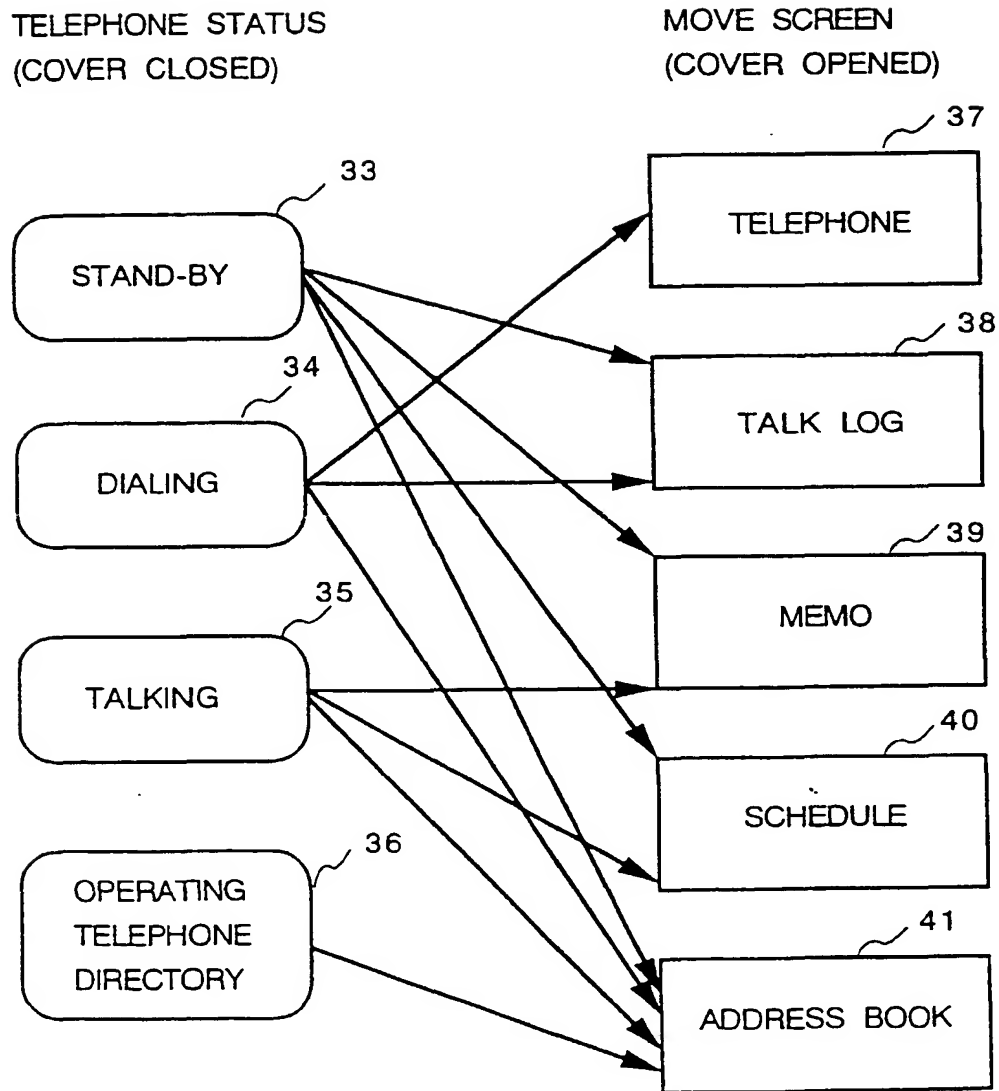 TELEPHONE STATUS
(COVER CLOSED)
MOVE SCREEN
(COVER OPENED)
33
STAND-BY
34
DIALING
35
TALKING
36
OPERATING
TELEPHONE
DIRECTORY
37
TELEPHONE
38
TALK LOG
39
MEMO
40
SCHEDULE
41
ADDRESS BOOK